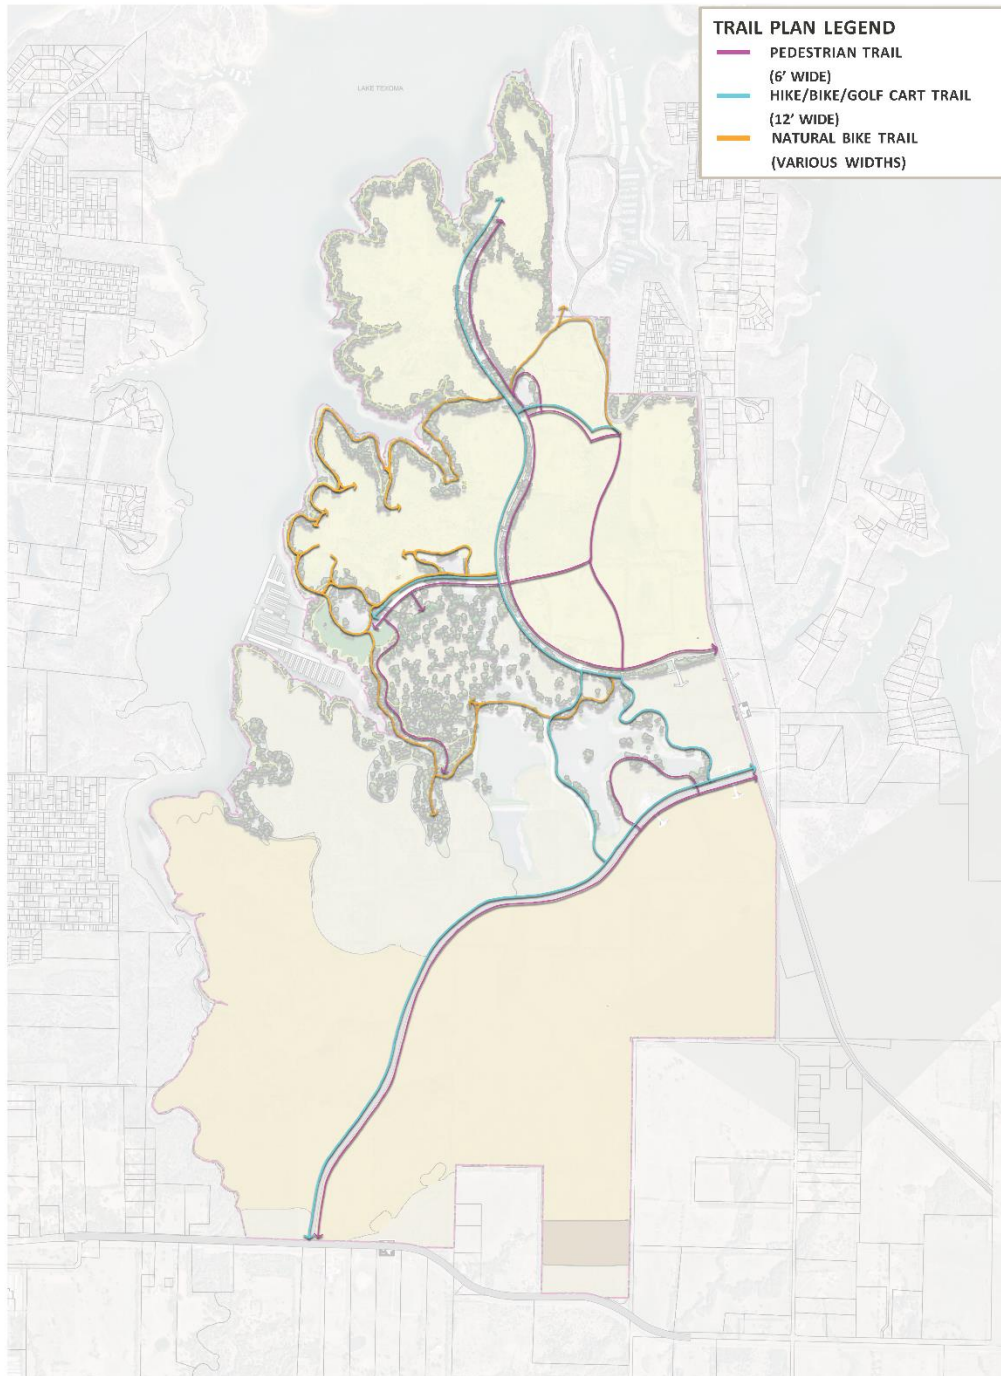 TRAIL PLAN LEGEND
PEDESTRIAN TRAIL
(6' WIDE)
HIKE/BIKE/GOLF CART TRAIL
(12' WIDE)
NATURAL BIKE TRAIL
(VARIOUS WIDTHS)
LAKE TEXOMA